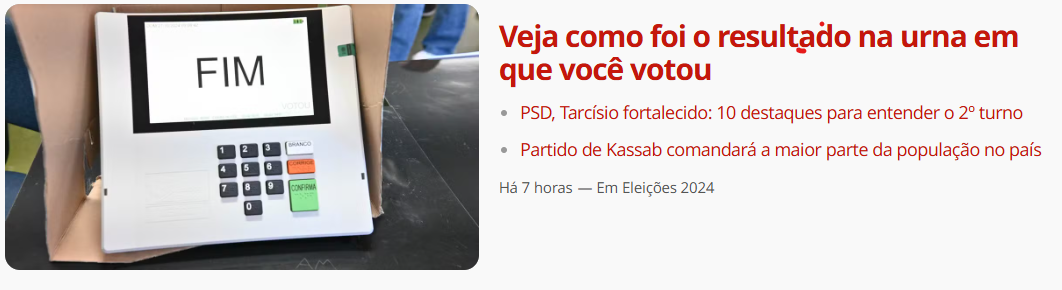 FIM
VOTOU
1 2 3 BRANCO
4 5 6 CORRIGE
7 8 9 CONFIRMA
0
AM
Veja como foi o resultado na urna em
que você votou
PSD, Tarcísio fortalecido: 10 destaques para entender o 2º turno
Partido de Kassab comandará a maior parte da população no país
Há 7 horas — Em Eleições 2024